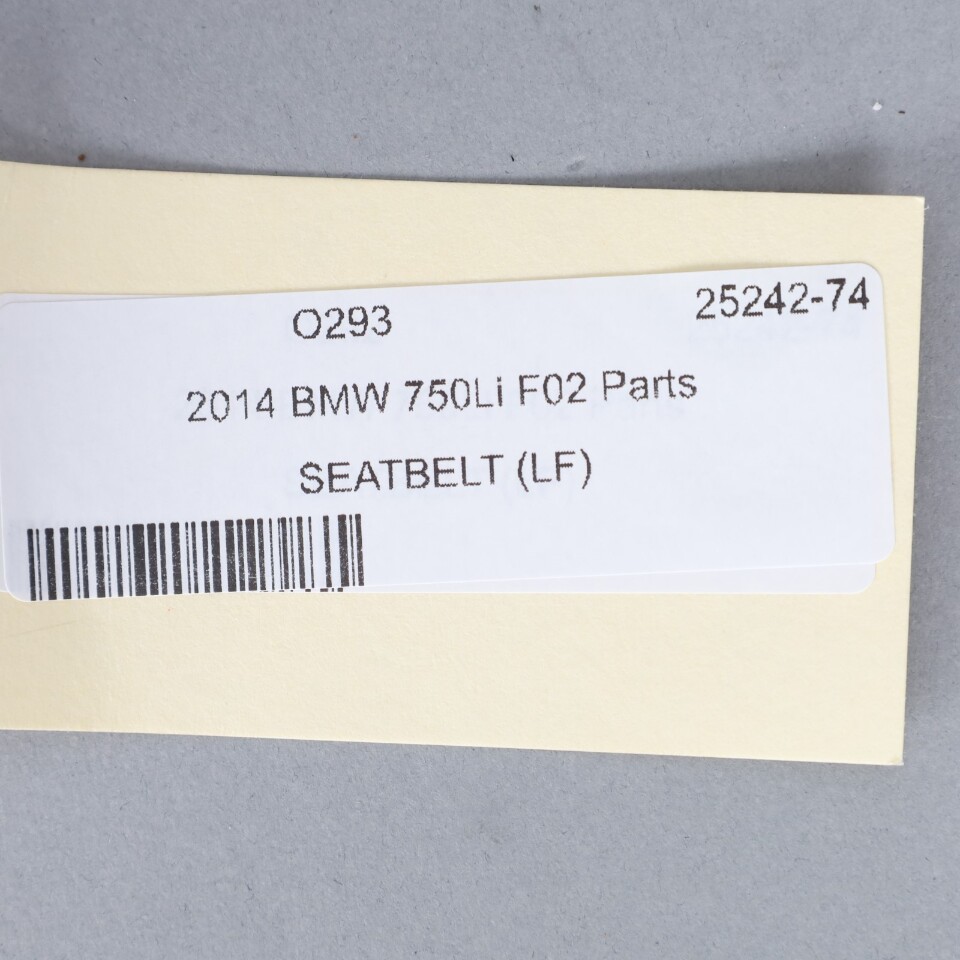 O293 25242-74
2014 BMW 750Li F02 Parts
SEATBELT (LF)